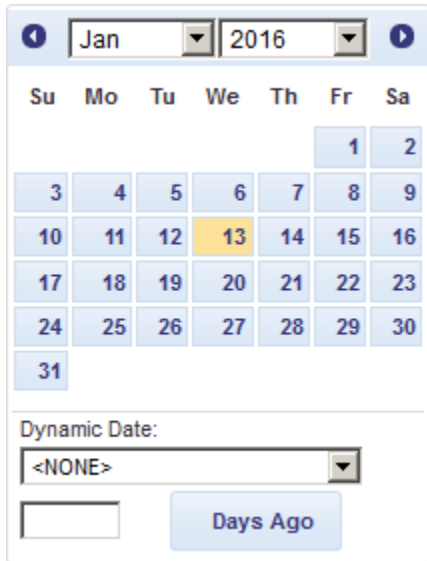 Jan 2016
Su Mo Tu We Th Fr Sa
1 2
3 4 5 6 7 8 9
10 11 12 13 14 15 16
17 18 19 20 21 22 23
24 25 26 27 28 29 30
31
Dynamic Date:
<NONE>
Days Ago